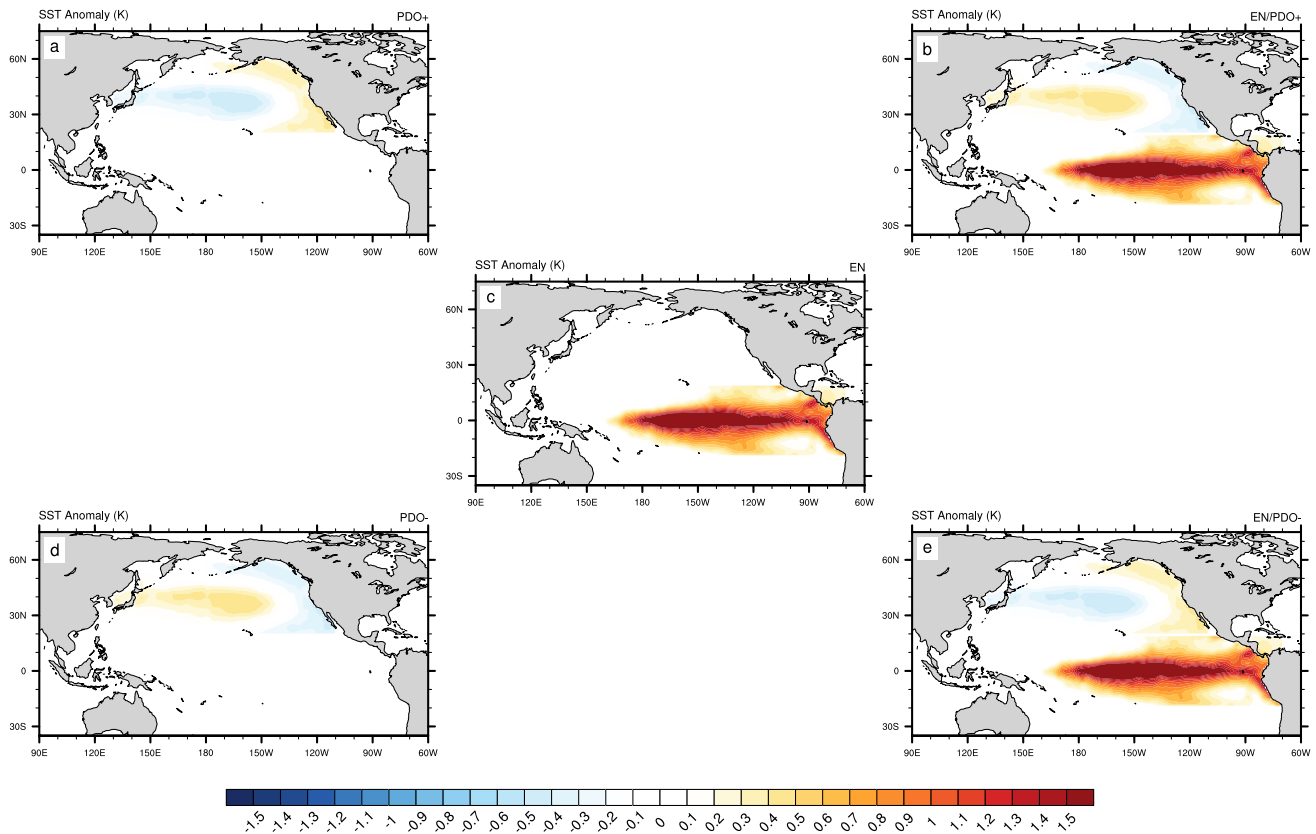 SST Anomaly (K) PDO+
a
60N
30N
0
30S
90E 120E 150E 180 150W 120W 90W 60W
SST Anomaly (K) EN/PDO+
b
60N
30N
0
30S
90E 120E 150E 180 150W 120W 90W 60W
SST Anomaly (K) EN
c
60N
30N
0
30S
90E 120E 150E 180 150W 120W 90W 60W
SST Anomaly (K) PDO-
d
60N
30N
0
30S
90E 120E 150E 180 150W 120W 90W 60W
SST Anomaly (K) EN/PDO-
e
60N
30N
0
30S
90E 120E 150E 180 150W 120W 90W 60W
-1.5 -1.4 -1.3 -1.2 -1.1 -1 -0.9 -0.8 -0.7 -0.6 -0.5 -0.4 -0.3 -0.2 -0.1 0 0.1 0.2 0.3 0.4 0.5 0.6 0.7 0.8 0.9 1 1.1 1.2 1.3 1.4 1.5